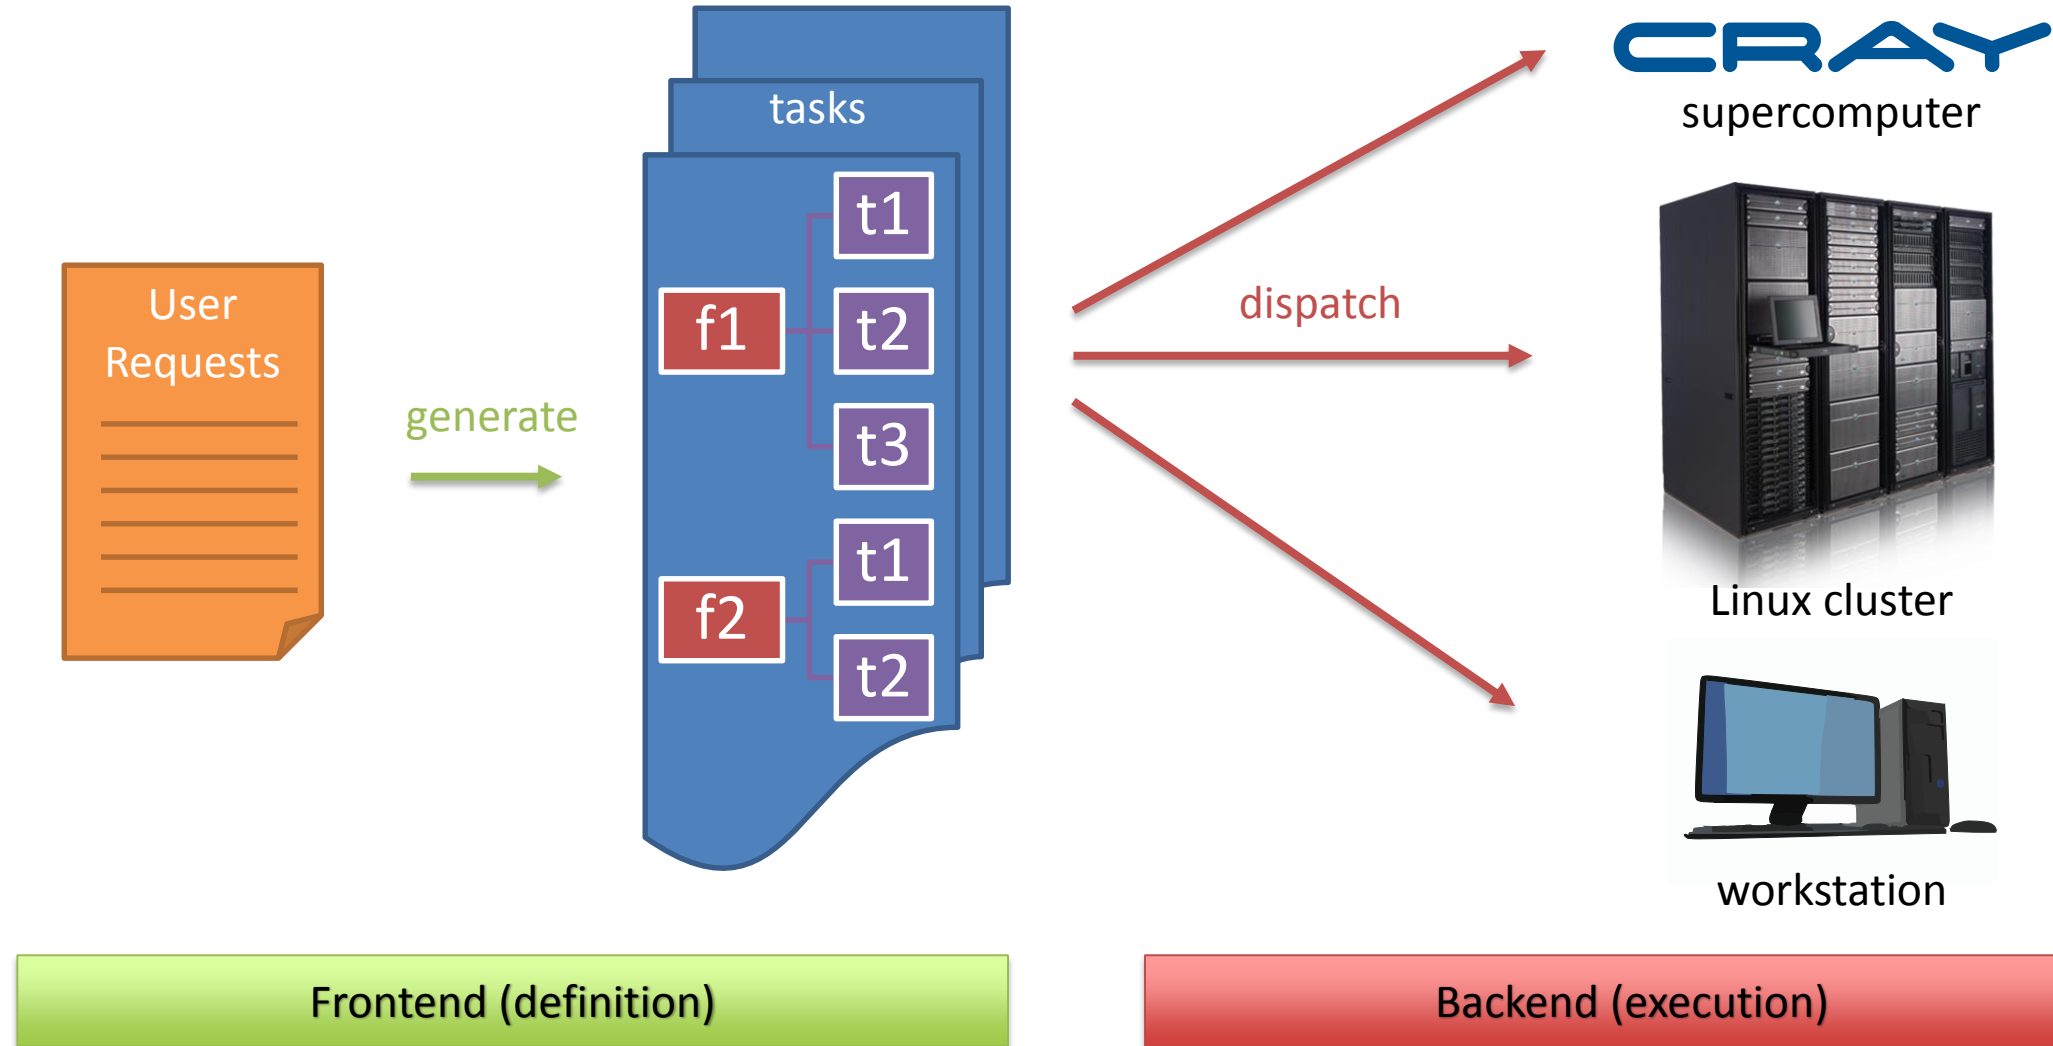 User
Requests
generate
tasks
f1
t1
t2
t3
f2
t1
t2
dispatch
CRAY
supercomputer
Linux cluster
workstation
Frontend (definition)
Backend (execution)